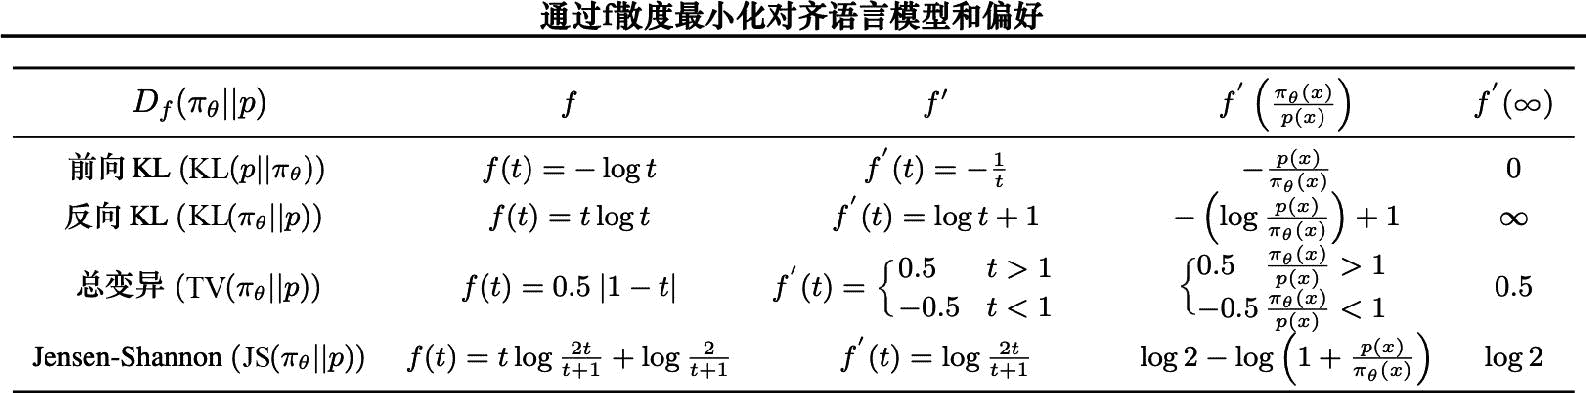 通过f散度最小化对齐语言模型和偏好
D_f(π_θ||p) f f′ f′(π_θ(x)/p(x)) f′(∞)
前向 KL (KL(p||π_θ)) f(t) = − log t f′(t) = −1/t −p(x)/π_θ(x) 0
反向 KL (KL(π_θ||p)) f(t) = t log t f′(t) = log t + 1 −(log p(x)/π_θ(x)) + 1 ∞
总变异 (TV(π_θ||p)) f(t) = 0.5 |1 − t| f′(t) = { 0.5 t > 1 −0.5 t < 1 { 0.5 π_θ(x)/p(x) > 1 −0.5 π_θ(x)/p(x) < 1 0.5
Jensen-Shannon (JS(π_θ||p)) f(t) = t log 2t/(t+1) + log 2/(t+1) f′(t) = log 2t/(t+1) log 2 − log(1 + p(x)/π_θ(x)) log 2